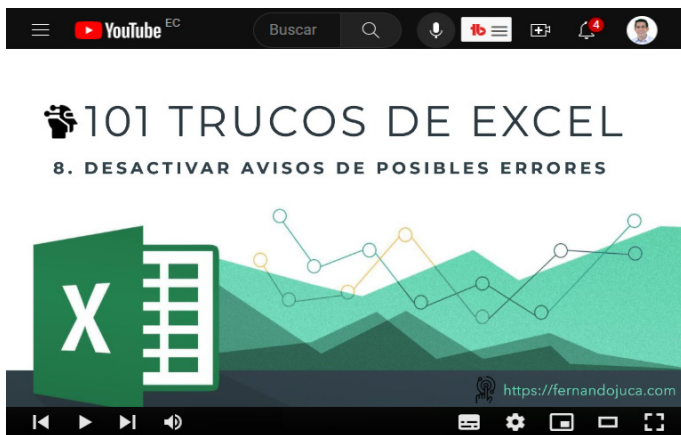 YouTube EC
Buscar
4
101 TRUCOS DE EXCEL
8. DESACTIVAR AVISOS DE POSIBLES ERRORES
X
https://fernandojuca.com